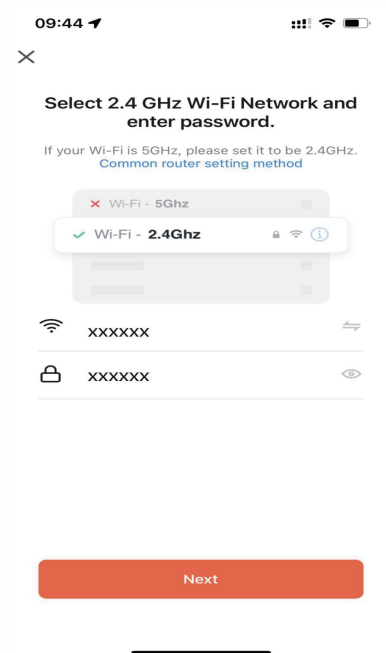 09:44
Select 2.4 GHz Wi-Fi Network and
enter password.
If your Wi-Fi is 5GHz, please set it to be 2.4GHz.
Common router setting method
Wi-Fi - 5Ghz
Wi-Fi - 2.4Ghz
xxxxxx
xxxxxx
Next